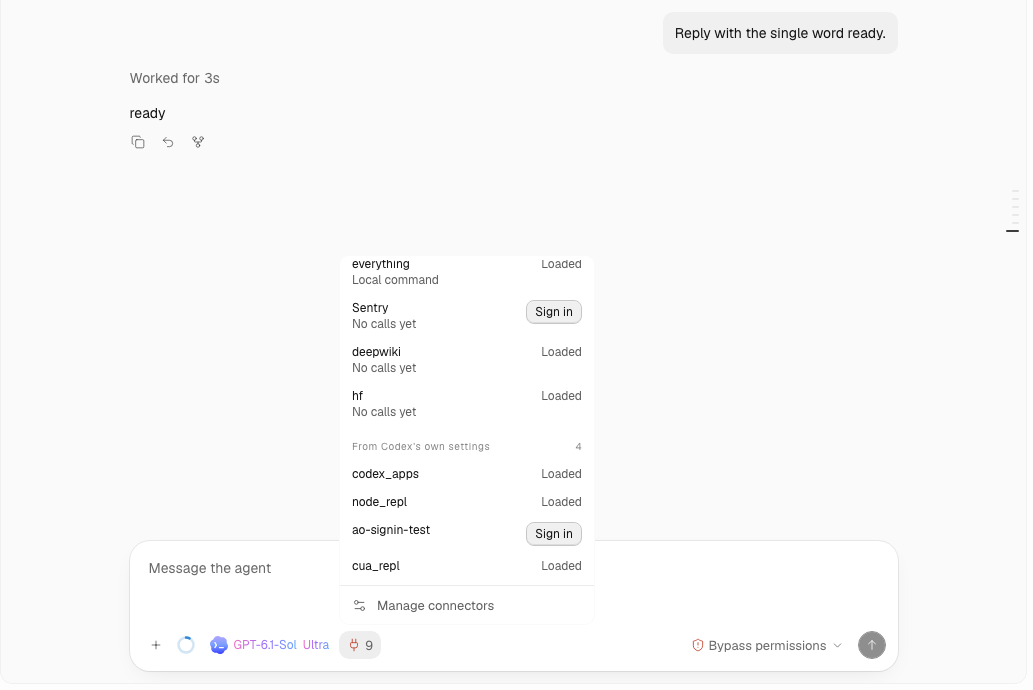 Reply with the single word ready.
Worked for 3s
ready
everything Loaded
Local command
Sentry Sign in
No calls yet
deepwiki Loaded
No calls yet
hf Loaded
No calls yet
From Codex's own settings 4
codex_apps Loaded
node_repl Loaded
ao-signin-test Sign in
cua_repl Loaded
Message the agent
Manage connectors
GPT-6.1-Sol Ultra 9 Bypass permissions